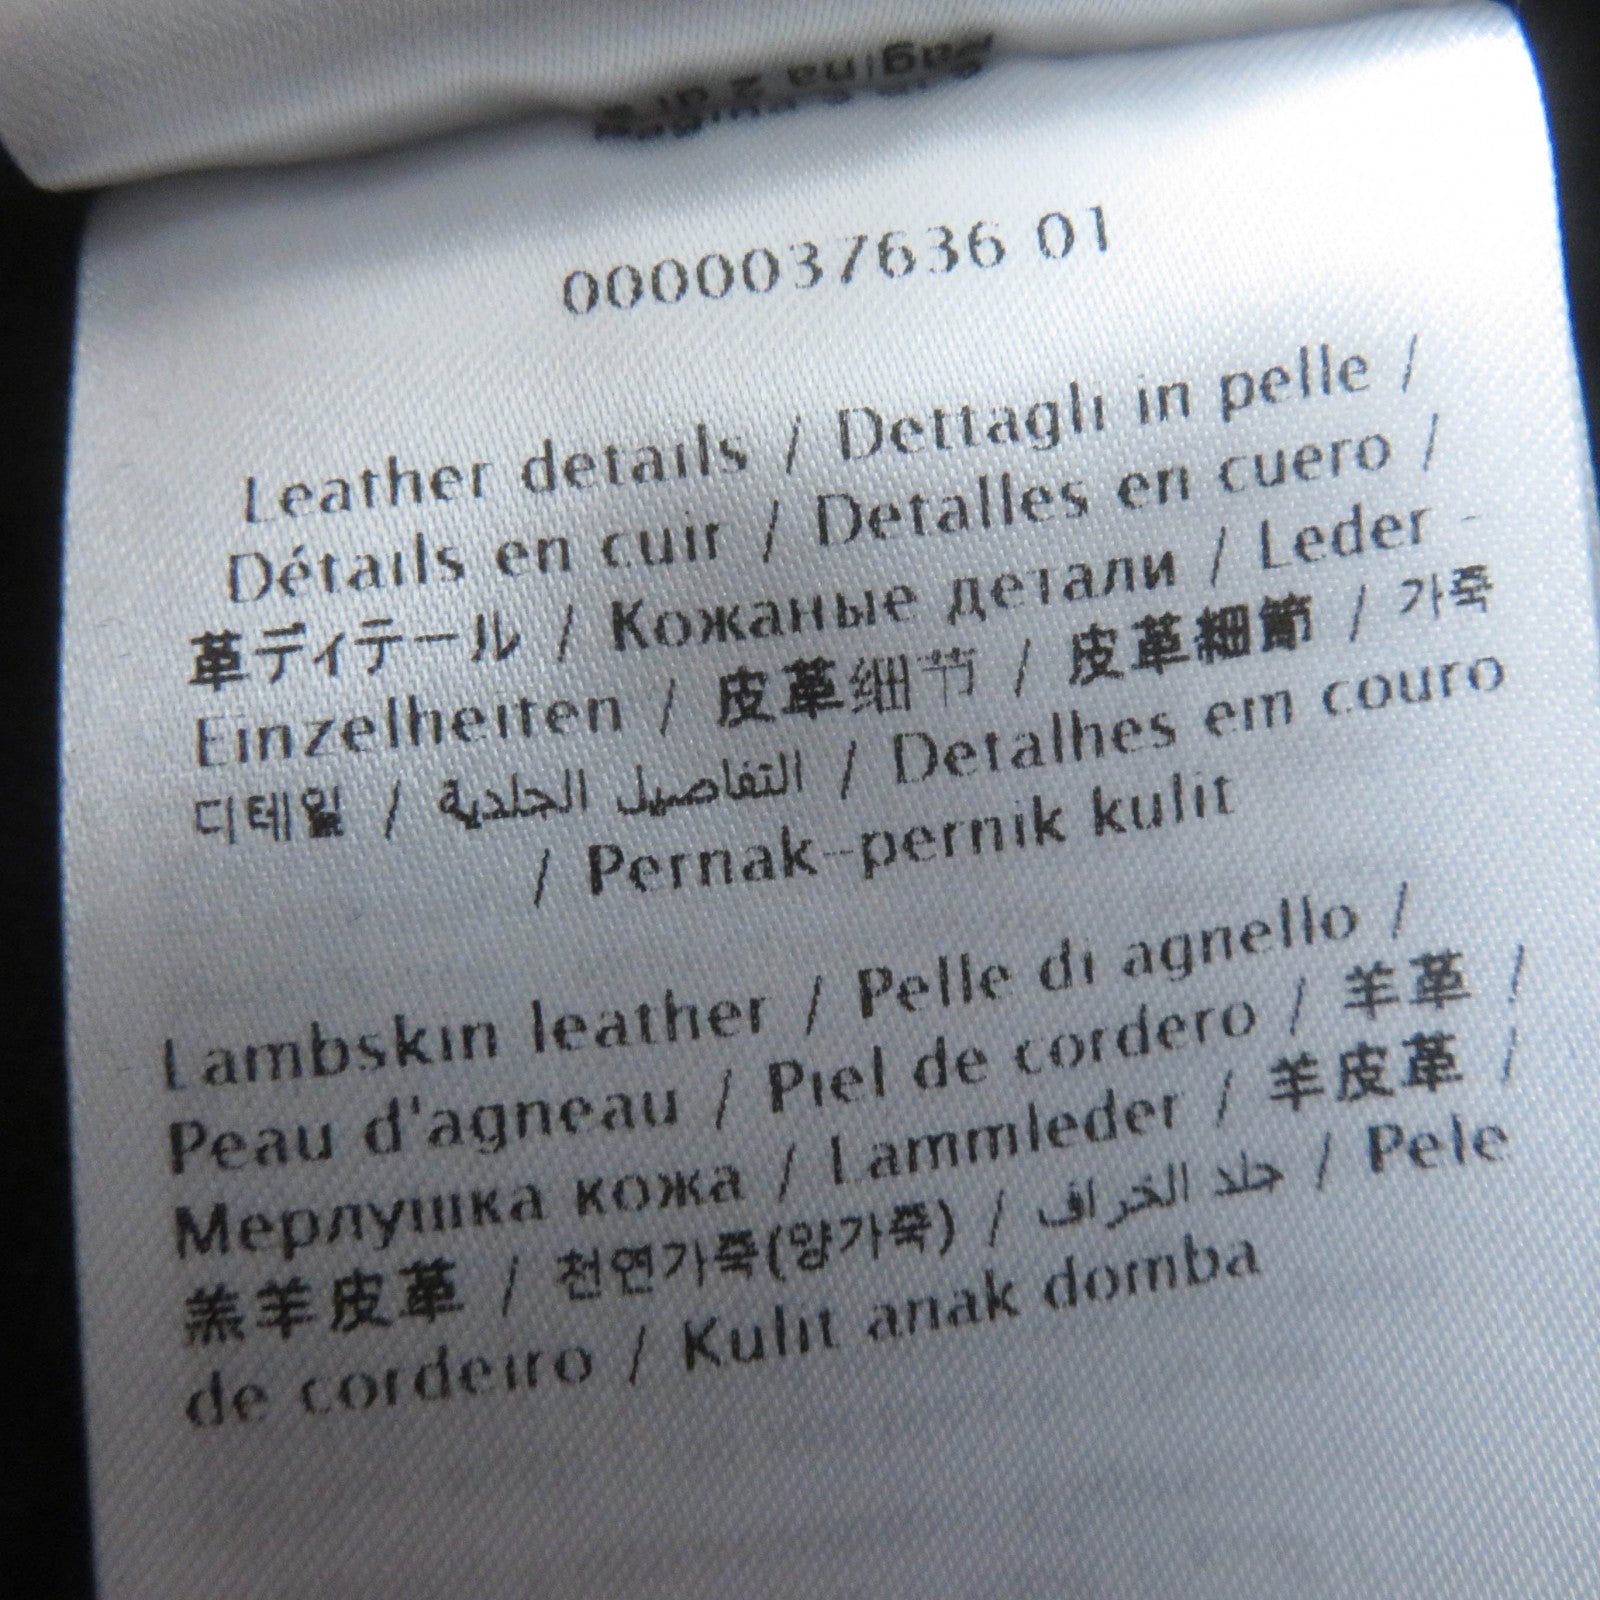 0000037636 01
Leather details / Dettagli in pelle /
Détails en cuir / Detalles en cuero /
革ディテール / Кожаные детали / Leder -
Einzelheiten / 皮革细节 / 皮革細節 / 가죽
디테일 / التفاصيل الجلدية / Detalhes em couro
/ Pernak-pernik kulit
Lambskin leather / Pelle di agnello /
Peau d'agneau / Piel de cordero / 羊革 /
Мерлушка кожа / Lammleder / 羊皮革 /
羔羊皮革 / 천연가죽(양가죽) / جلد الخراف / Pele
de cordeiro / Kulit anak domba